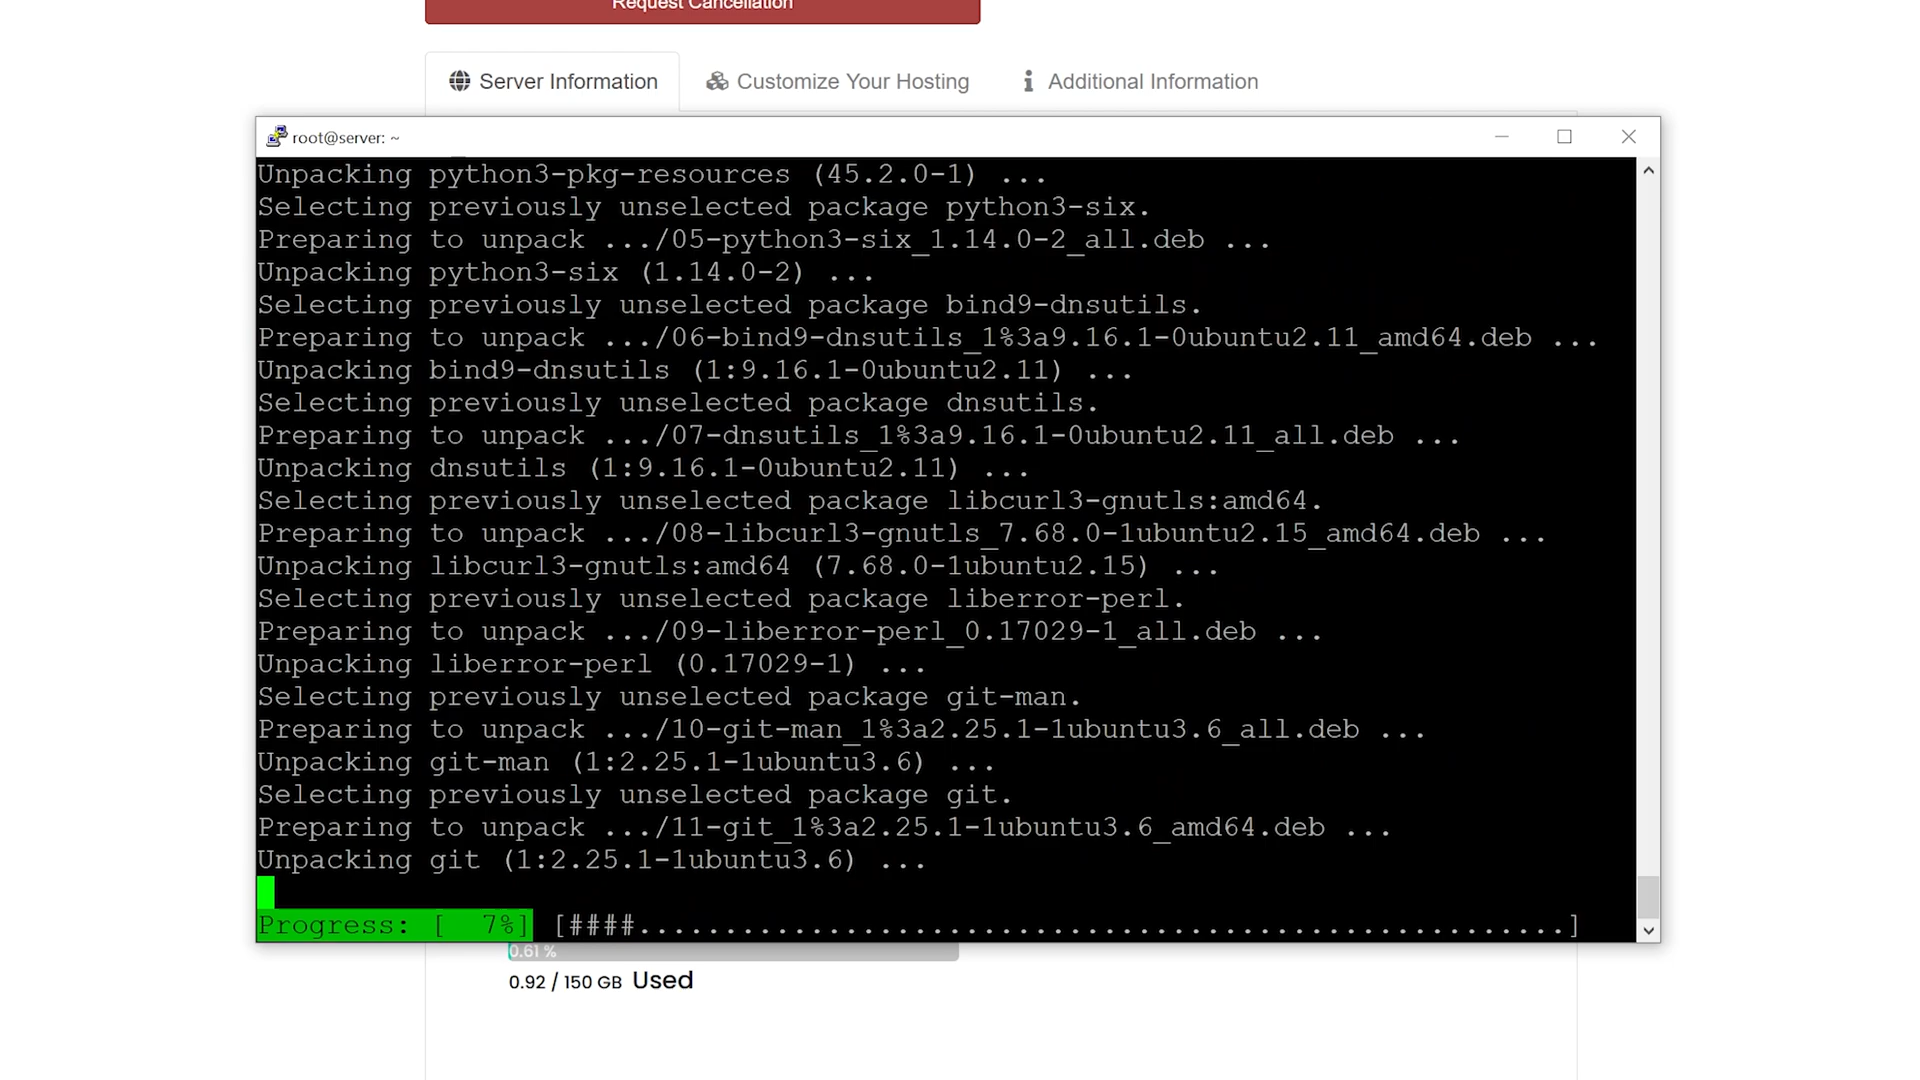 Request Cancellation
Server Information
Customize Your Hosting
Additional Information
root@server: ~
Unpacking python3-pkg-resources (45.2.0-1) ...
Selecting previously unselected package python3-six.
Preparing to unpack .../05-python3-six_1.14.0-2_all.deb ...
Unpacking python3-six (1.14.0-2) ...
Selecting previously unselected package bind9-dnsutils.
Preparing to unpack .../06-bind9-dnsutils_1%3a9.16.1-0ubuntu2.11_amd64.deb ...
Unpacking bind9-dnsutils (1:9.16.1-0ubuntu2.11) ...
Selecting previously unselected package dnsutils.
Preparing to unpack .../07-dnsutils_1%3a9.16.1-0ubuntu2.11_all.deb ...
Unpacking dnsutils (1:9.16.1-0ubuntu2.11) ...
Selecting previously unselected package libcurl3-gnutls:amd64.
Preparing to unpack .../08-libcurl3-gnutls_7.68.0-1ubuntu2.15_amd64.deb ...
Unpacking libcurl3-gnutls:amd64 (7.68.0-1ubuntu2.15) ...
Selecting previously unselected package liberror-perl.
Preparing to unpack .../09-liberror-perl_0.17029-1_all.deb ...
Unpacking liberror-perl (0.17029-1) ...
Selecting previously unselected package git-man.
Preparing to unpack .../10-git-man_1%3a2.25.1-1ubuntu3.6_all.deb ...
Unpacking git-man (1:2.25.1-1ubuntu3.6) ...
Selecting previously unselected package git.
Preparing to unpack .../11-git_1%3a2.25.1-1ubuntu3.6_amd64.deb ...
Unpacking git (1:2.25.1-1ubuntu3.6) ...
Progress: [  7%] [####......................................................]
0.61 %
0.92 / 150 GB Used